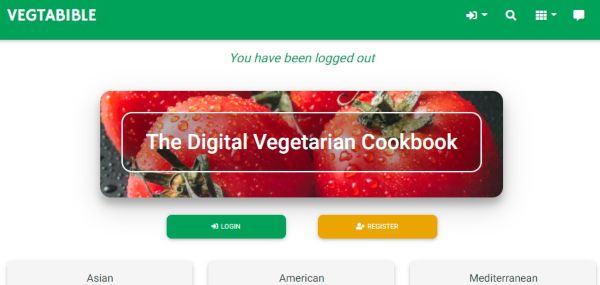 VEGTABIBLE
You have been logged out
The Digital Vegetarian Cookbook
LOGIN
REGISTER
Asian
American
Mediterranean